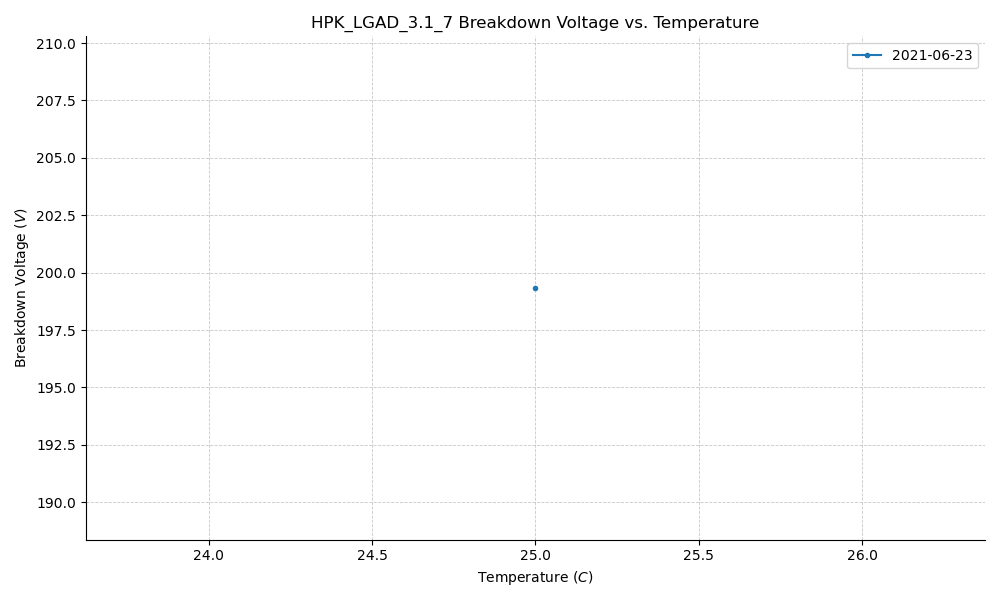 HPK_LGAD_3.1_7 Breakdown Voltage vs. Temperature
2021-06-23
210.0
207.5
205.0
202.5
200.0
197.5
195.0
192.5
190.0
Breakdown Voltage (V)
24.0 24.5 25.0 25.5 26.0
Temperature (C)